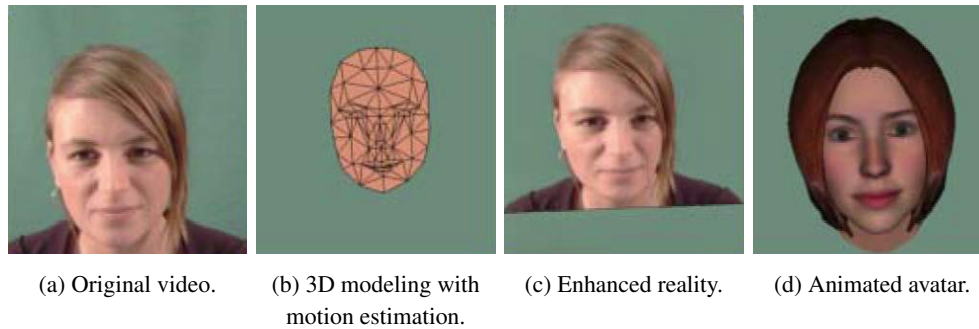 (a) Original video.
(b) 3D modeling with
motion estimation.
(c) Enhanced reality.
(d) Animated avatar.